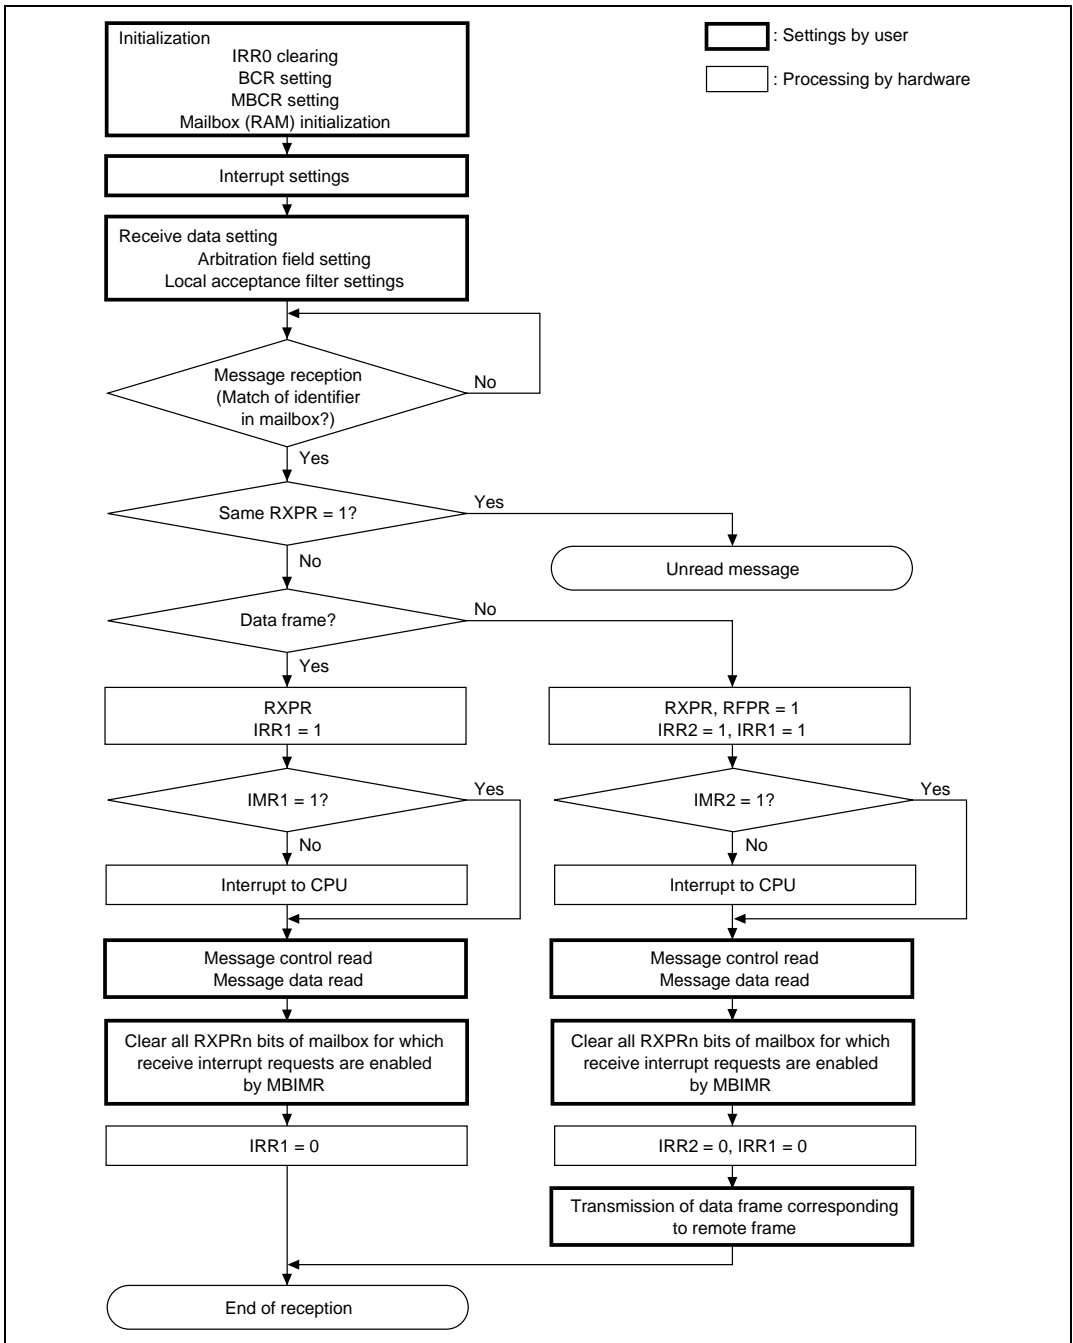 Initialization
IRR0 clearing
BCR setting
MBCR setting
Mailbox (RAM) initialization
: Settings by user
: Processing by hardware
Interrupt settings
Receive data setting
Arbitration field setting
Local acceptance filter settings
Message reception
(Match of identifier
in mailbox?)
No
Yes
Same RXPR = 1?
Yes
No
Unread message
Data frame?
No
Yes
RXPR
IRR1 = 1
RXPR, RFPR = 1
IRR2 = 1, IRR1 = 1
IMR1 = 1?
Yes
No
IMR2 = 1?
Yes
No
Interrupt to CPU
Interrupt to CPU
Message control read
Message data read
Message control read
Message data read
Clear all RXPRn bits of mailbox for which
receive interrupt requests are enabled
by MBIMR
Clear all RXPRn bits of mailbox for which
receive interrupt requests are enabled
by MBIMR
IRR1 = 0
IRR2 = 0, IRR1 = 0
Transmission of data frame corresponding
to remote frame
End of reception